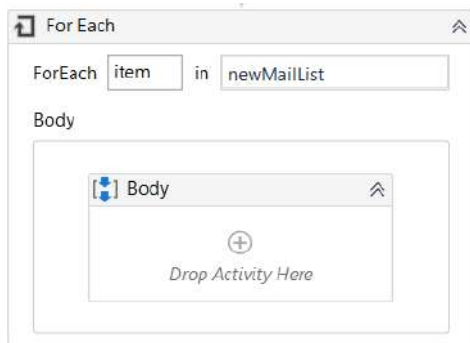 For Each
ForEach item in newMailList
Body
Body
Drop Activity Here